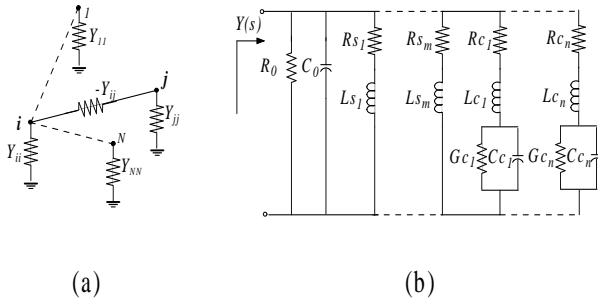 1
Y11
-Yij
j
i
Yjj
Yii
N
YNN
(a)
Y(s)
R0
C0
Rs1
Rsm
Rc1
Rcn
Ls1
Lsm
Lc1
Lcn
Gc1
Cc1
Gcn
Ccn
(b)